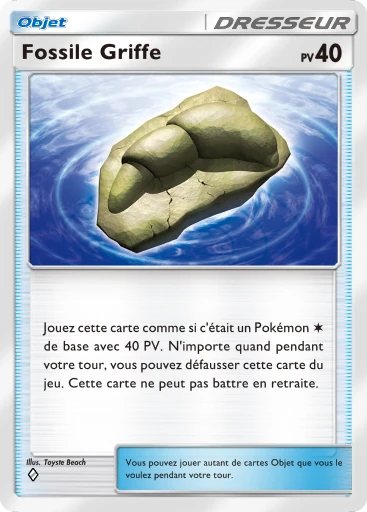 Objet
DRESSEUR
Fossile Griffe
PV40
Jouez cette carte comme si c'était un Pokémon
de base avec 40 PV. N'importe quand pendant
votre tour, vous pouvez défausser cette carte du
jeu. Cette carte ne peut pas battre en retraite.
Illus. Toyste Beach
Vous pouvez jouer autant de cartes Objet que vous le
voulez pendant votre tour.